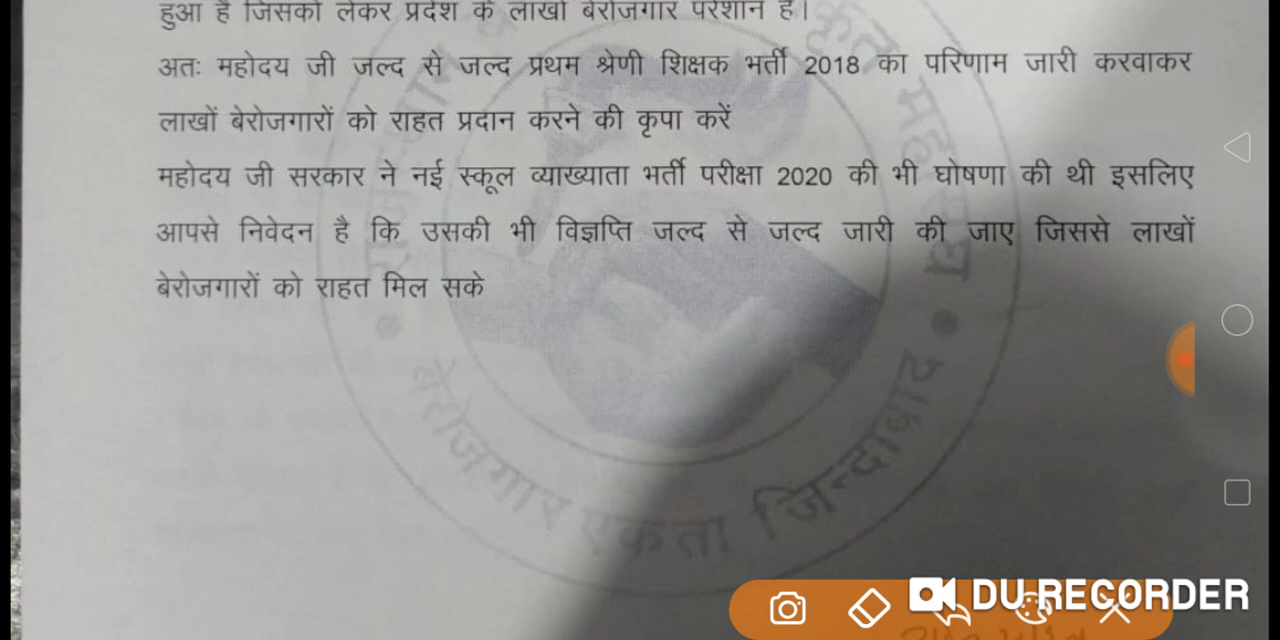 हुआ है जिसको लेकर प्रदेश के लाखों बेरोजगार परेशान है।
अतः महोदय जी जल्द से जल्द प्रथम श्रेणी शिक्षक भर्ती 2018 का परिणाम जारी करवाकर
लाखों बेरोजगारों को राहत प्रदान करने की कृपा करें
महोदय जी सरकार ने नई स्कूल व्याख्याता भर्ती परीक्षा 2020 की भी घोषणा की थी इसलिए
आपसे निवेदन है कि उसकी भी विज्ञप्ति जल्द से जल्द जारी की जाए जिससे लाखों
बेरोजगारों को राहत मिल सके
बेरोजगार एकता जिन्दाबाद
DU RECORDER